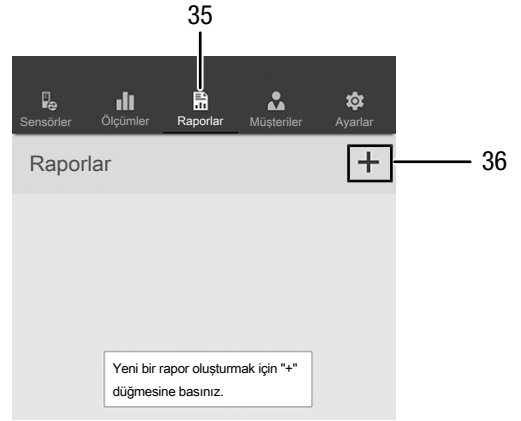 35
Sensörler Ölçümler Raporlar Müşteriler Ayarlar
Raporlar + 36
Yeni bir rapor oluşturmak için "+"
düğmesine basınız.